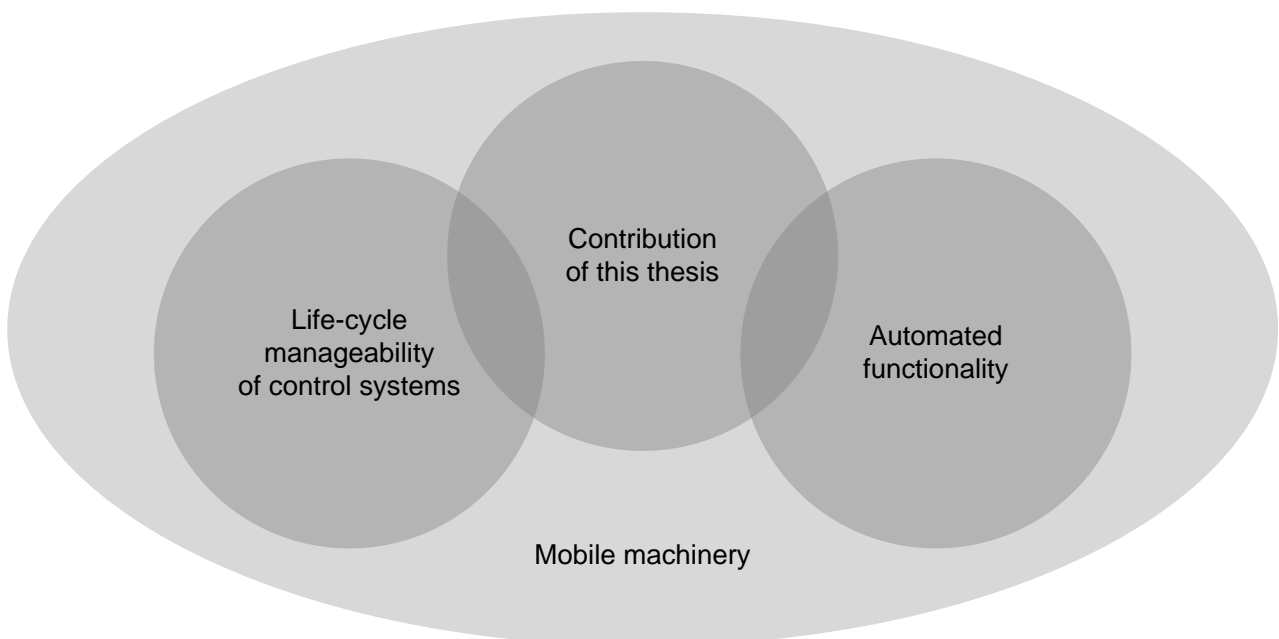 Contribution
of this thesis
Life-cycle
manageability
of control systems
Automated
functionality
Mobile machinery